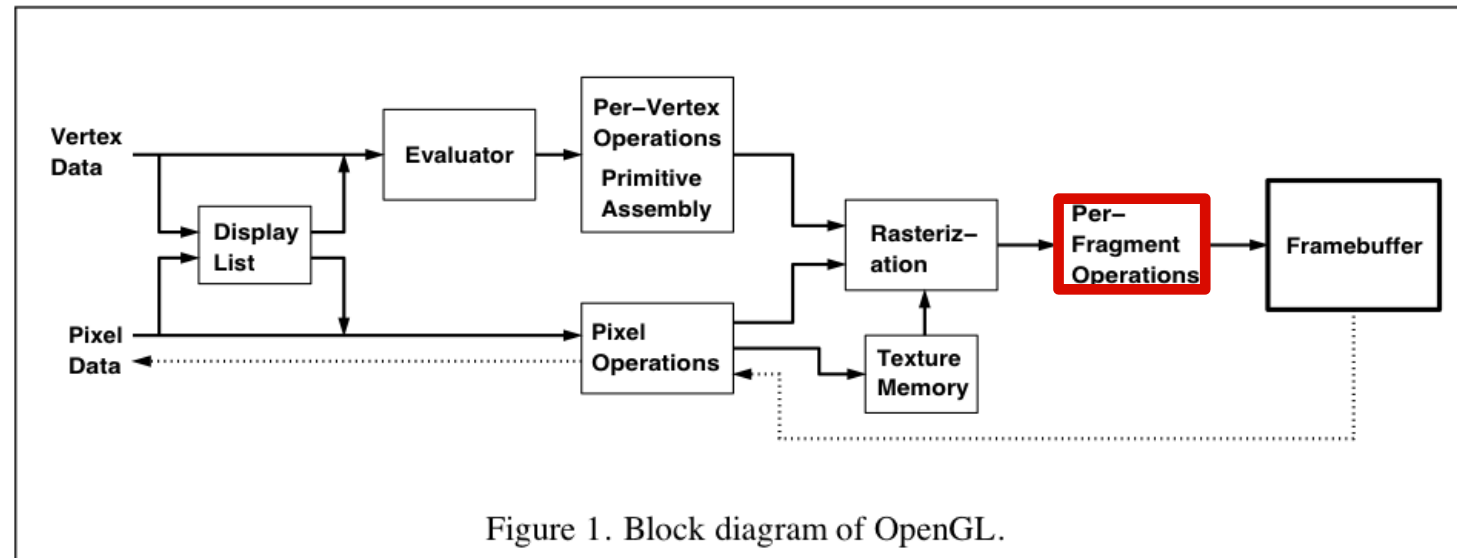 Vertex
Data
Display
List
Pixel
Data
Evaluator
Per–Vertex
Operations
Primitive
Assembly
Pixel
Operations
Rasteriz–
ation
Texture
Memory
Per–
Fragment
Operations
Framebuffer
Figure 1. Block diagram of OpenGL.